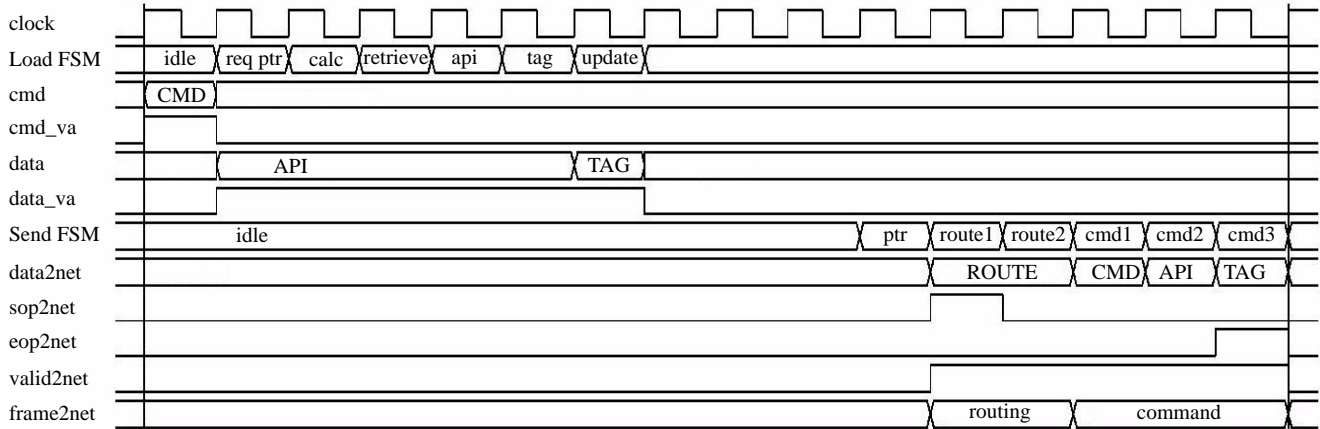 clock
Load FSM idle req ptr calc retrieve api tag update
cmd CMD
cmd_va
data API TAG
data_va
Send FSM idle ptr route1 route2 cmd1 cmd2 cmd3
data2net ROUTE CMD API TAG
sop2net
eop2net
valid2net
frame2net routing command